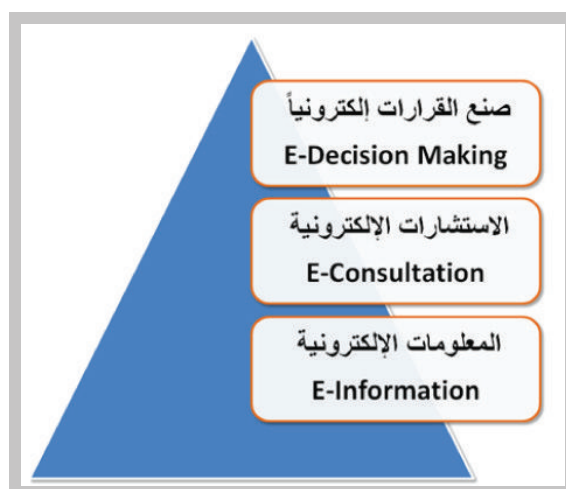 صنع القرارات إلكترونياً
E-Decision Making
الاستشارات الإلكترونية
E-Consultation
المعلومات الإلكترونية
E-Information